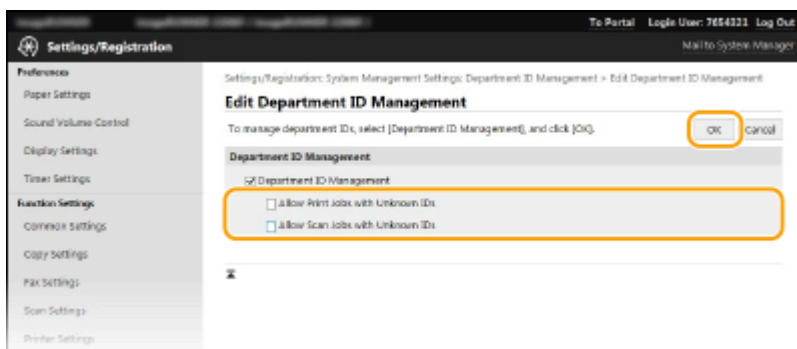 To Portal Login User: 7654321 Log Out
Settings/Registration
Mail to System Manager
Preferences
Paper Settings
Sound Volume Control
Display Settings
Timer Settings
Function Settings
Common Settings
Copy Settings
Fax Settings
Scan Settings
Printer Settings
Settings/Registration: System Management Settings: Department ID Management > Edit Department ID Management
Edit Department ID Management
To manage department IDs, select [Department ID Management], and click [OK].
OK
Cancel
Department ID Management
Department ID Management
Allow Print Jobs with Unknown IDs
Allow Scan Jobs with Unknown IDs